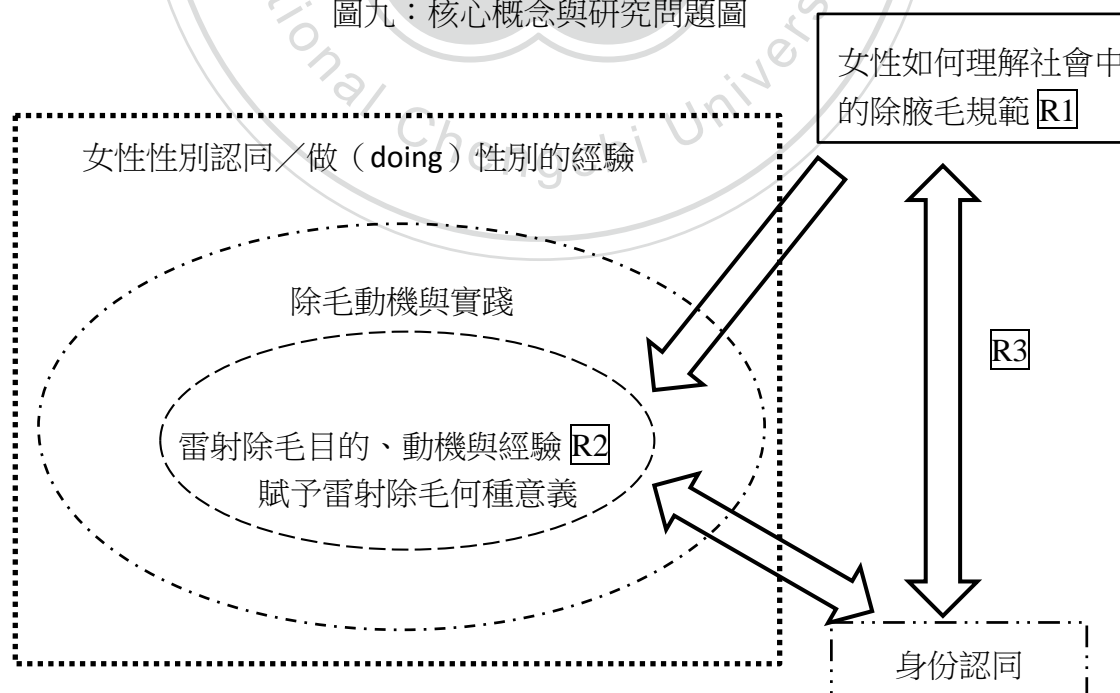 圖九：核心概念與研究問題圖
女性如何理解社會中
的除腋毛規範 R1
女性性別認同／做（doing）性別的經驗
除毛動機與實踐
R3
雷射除毛目的、動機與經驗 R2
賦予雷射除毛何種意義
身份認同
tional Chengchi Univers